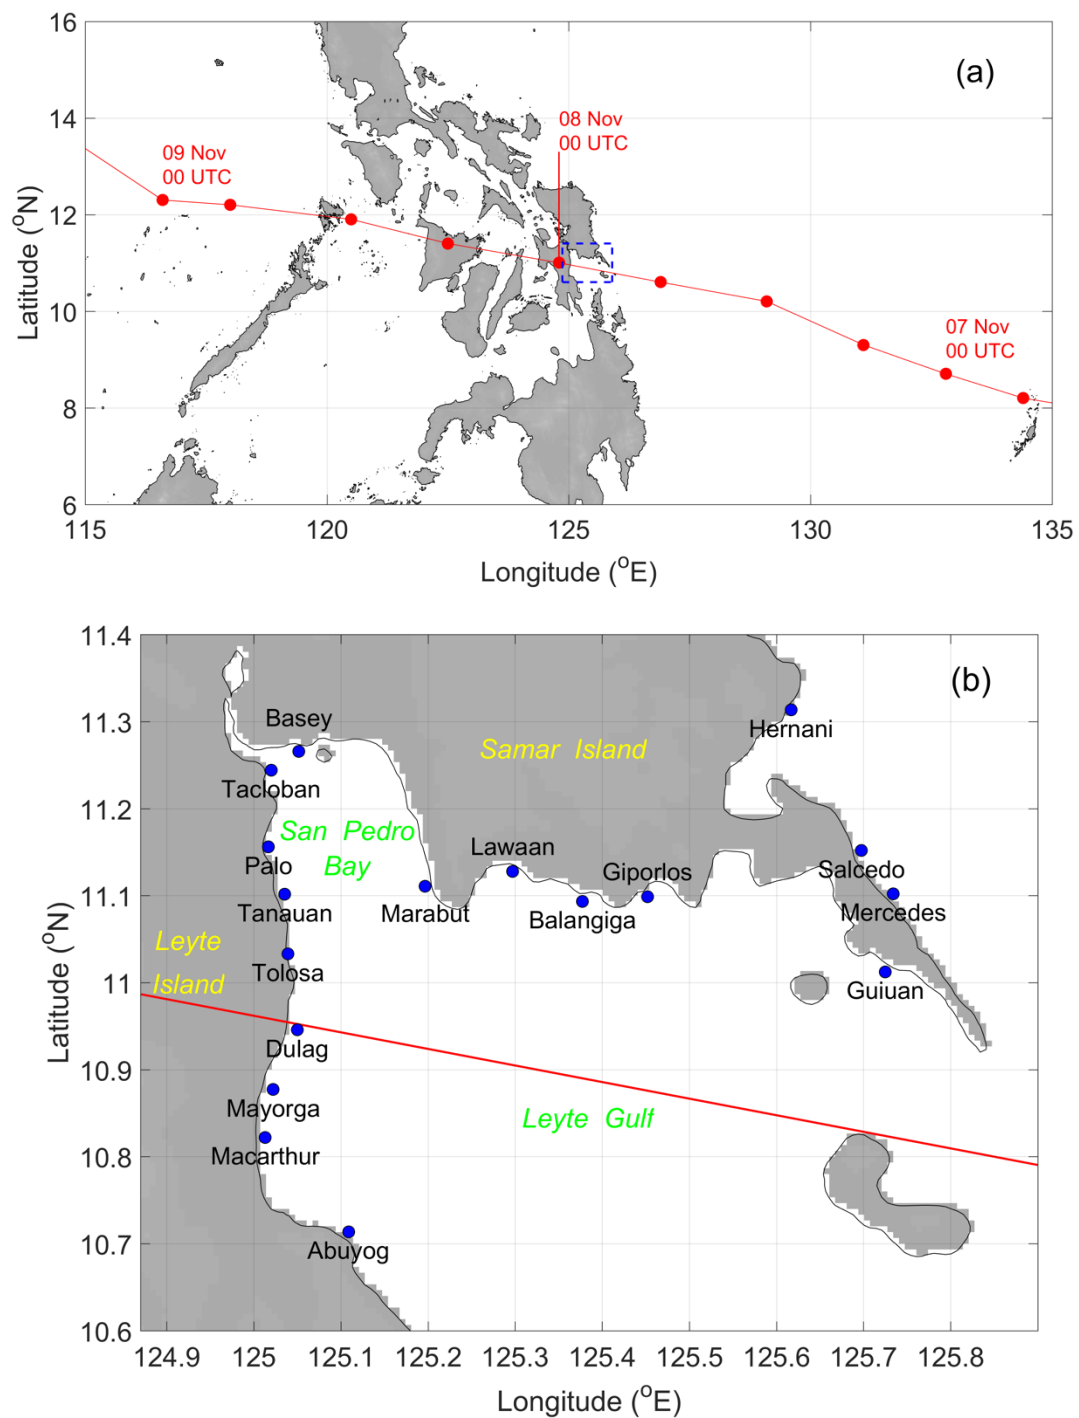 16
14
12
10
8
6
Latitude (°N)
(a)
09 Nov
00 UTC
08 Nov
00 UTC
07 Nov
00 UTC
115
120
125
130
135
Longitude (°E)
11.4
11.3
11.2
11.1
11
10.9
10.8
10.7
10.6
Latitude (°N)
(b)
Basey
Hernani
Samar Island
Tacloban
San Pedro
Bay
Lawaan
Palo
Giporlos
Salcedo
Marabut
Tanauan
Balangiga
Mercedes
Leyte
Island
Tolosa
Guiuan
Dulag
Mayorga
Leyte Gulf
Macarthur
Abuyog
124.9
125
125.1
125.2
125.3
125.4
125.5
125.6
125.7
125.8
Longitude (°E)